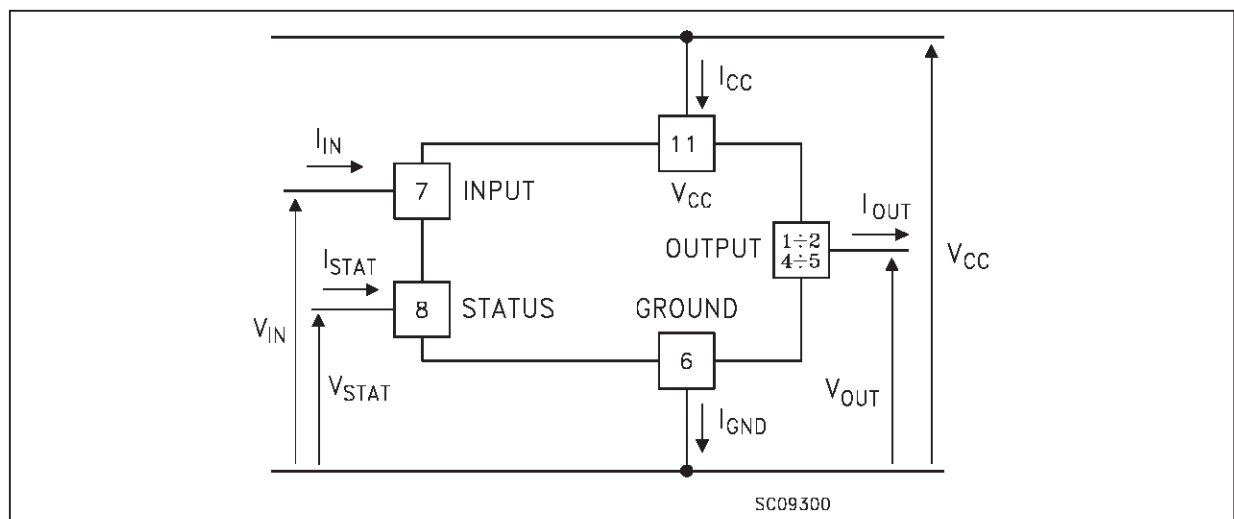 I_CC
I_IN
11
7
INPUT
V_CC
I_OUT
1÷2
4÷5
OUTPUT
V_CC
I_STAT
8
STATUS
GROUND
6
V_IN
V_STAT
V_OUT
I_GND
SC09300